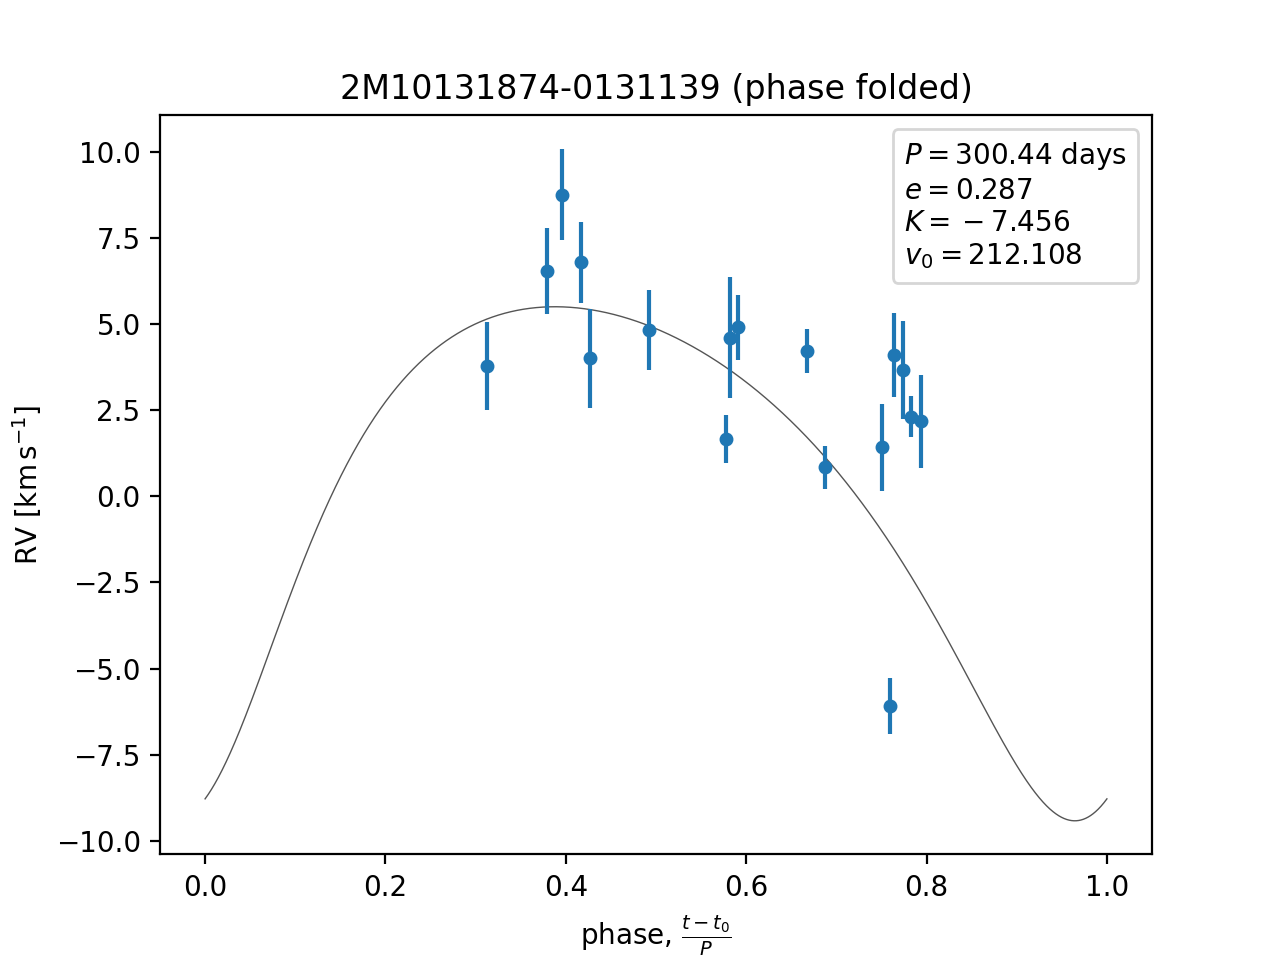 2M10131874-0131139 (phase folded)
P = 300.44 days
e = 0.287
K = −7.456
v₀ = 212.108
10.0
7.5
5.0
2.5
0.0
−2.5
−5.0
−7.5
−10.0
RV [km s⁻¹]
0.0 0.2 0.4 0.6 0.8 1.0
phase, (t − t₀)/P